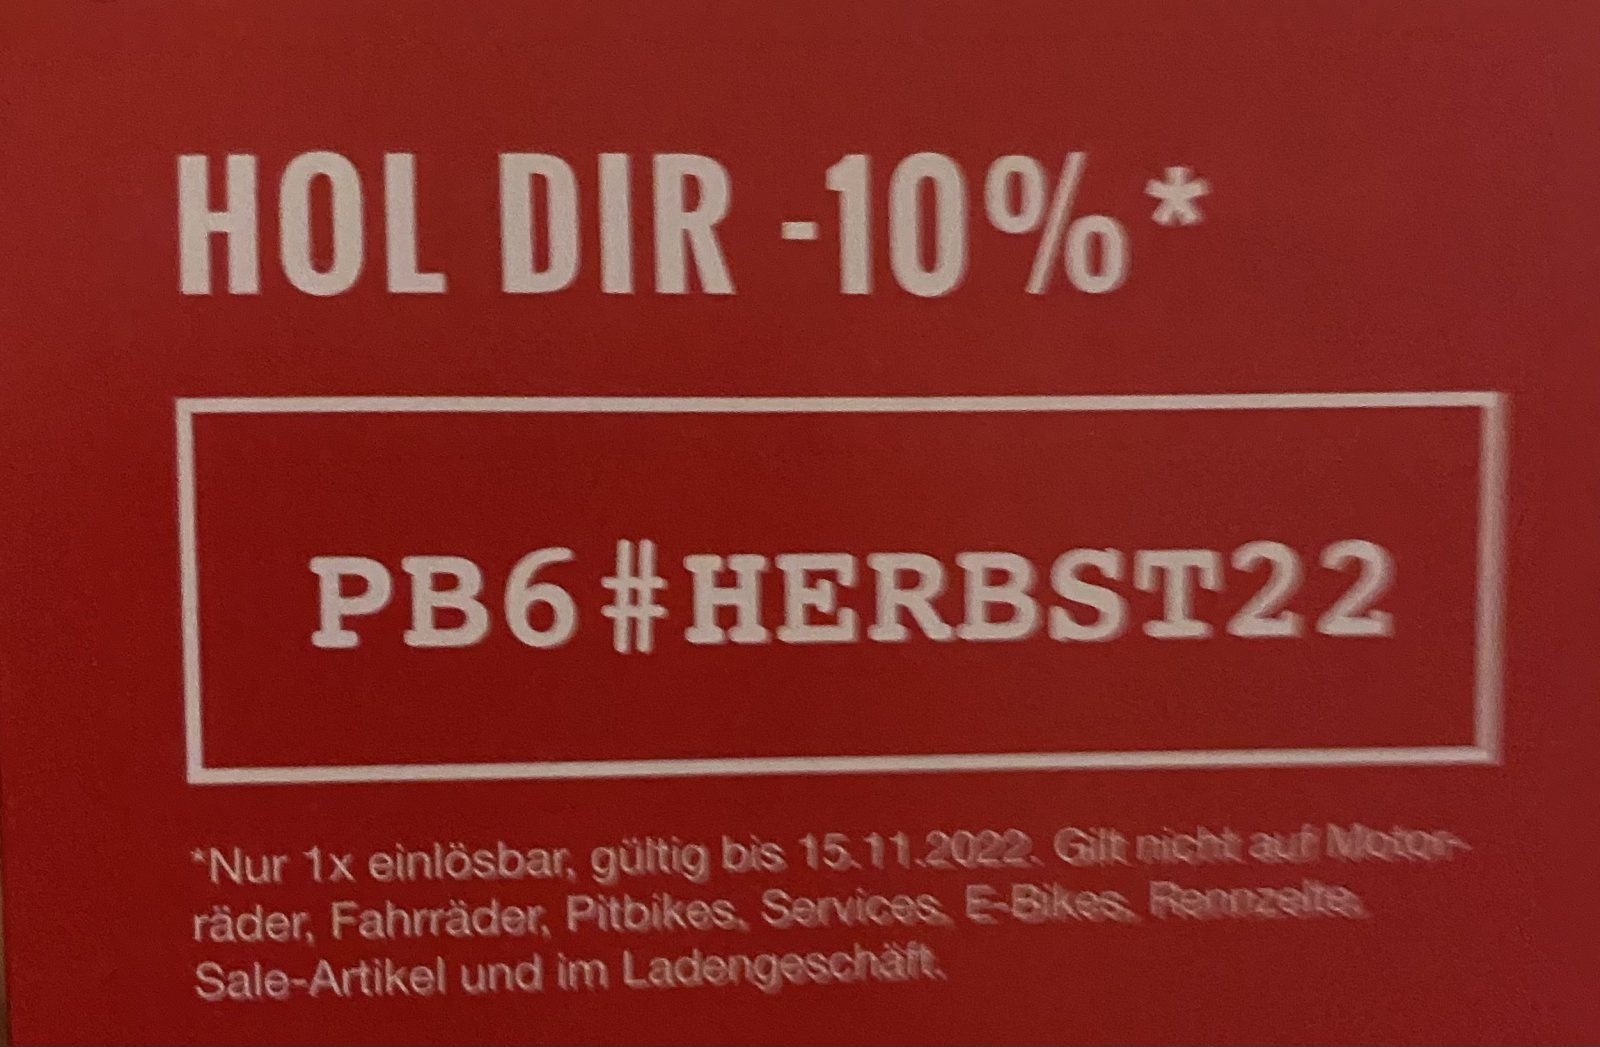 HOL DIR -10%*
PB6#HERBST22
*Nur 1x einlösbar, gültig bis 15.11.2022. Gilt nicht auf Motor-
räder, Fahrräder, Pitbikes, Services, E-Bikes, Rennzelte,
Sale-Artikel und im Ladengeschäft.